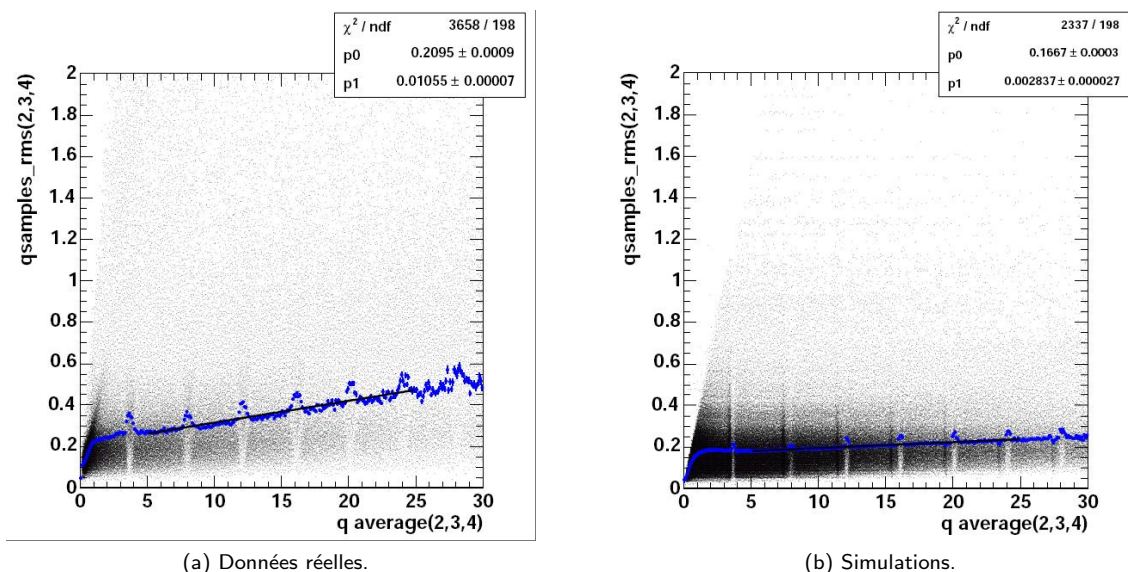 χ² / ndf 3658 / 198
p0 0.2095 ± 0.0009
p1 0.01055 ± 0.00007
qsamples_rms(2,3,4)
2
1.8
1.6
1.4
1.2
1
0.8
0.6
0.4
0.2
0
0 5 10 15 20 25 30
q average(2,3,4)
(a) Données réelles.
χ² / ndf 2337 / 198
p0 0.1667 ± 0.0003
p1 0.002837 ± 0.000027
qsamples_rms(2,3,4)
2
1.8
1.6
1.4
1.2
1
0.8
0.6
0.4
0.2
0
0 5 10 15 20 25 30
q average(2,3,4)
(b) Simulations.